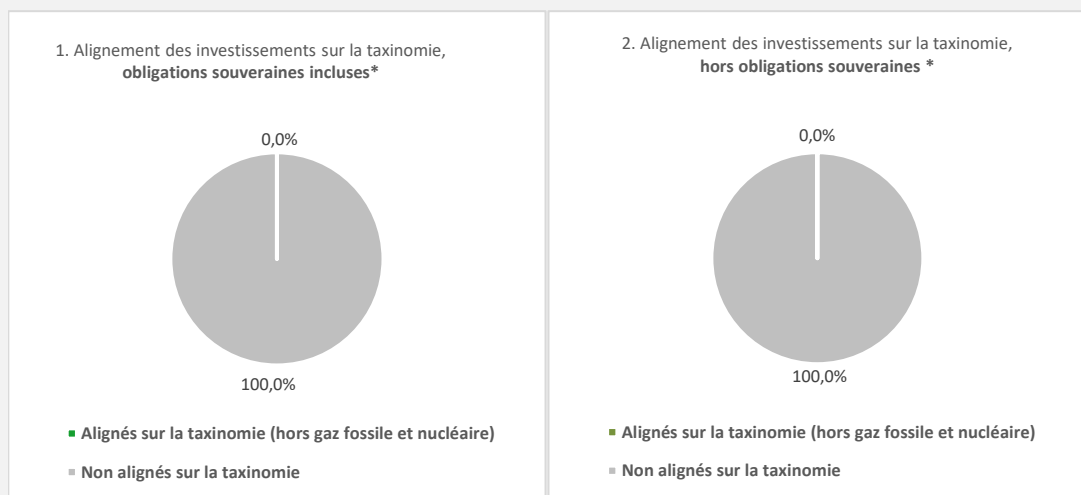 1. Alignement des investissements sur la taxinomie,
obligations souveraines incluses*
0,0%
100,0%
Alignés sur la taxinomie (hors gaz fossile et nucléaire)
Non alignés sur la taxinomie
2. Alignement des investissements sur la taxinomie,
hors obligations souveraines *
0,0%
100,0%
Alignés sur la taxinomie (hors gaz fossile et nucléaire)
Non alignés sur la taxinomie